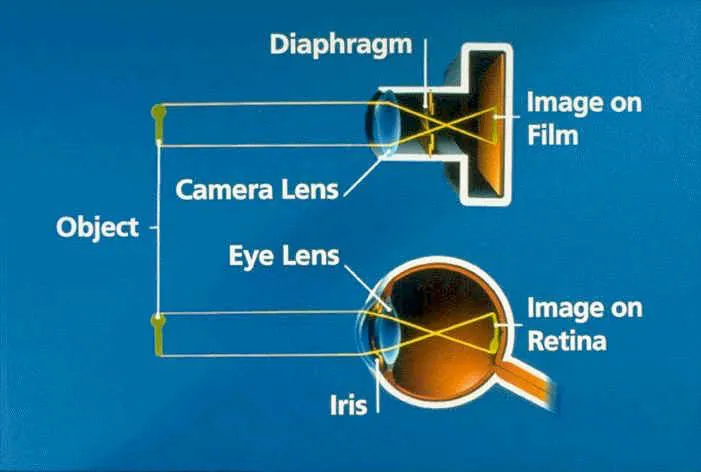 Diaphragm
Image on
Film
Camera Lens
Object
Eye Lens
Image on
Retina
Iris